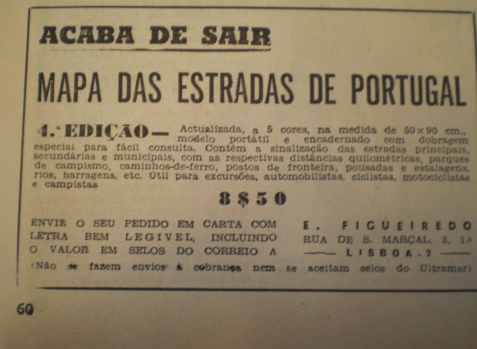 ACABA DE SAIR
MAPA DAS ESTRADAS DE PORTUGAL
4.ª EDIÇÃO — Actualizada, a 5 cores, na medida de 50×90 cm.,
modelo portátil e encadernado com dobragem
especial para fácil consulta. Contém a sinalização das estradas principais,
secundárias e municipais, com as respectivas distâncias quilométricas, parques
de campismo, caminhos-de-ferro, postos de fronteira, pousadas e estalagens,
rios, barragens, etc. Útil para excursões, automobilistas, ciclistas, motociclistas
e campistas
8$50
ENVIE O SEU PEDIDO EM CARTA COM
LETRA BEM LEGIVEL, INCLUINDO
O VALOR EM SELOS DO CORREIO A
E. FIGUEIREDO
RUA DE S. MARÇAL, 3, 1.º
— LISBOA-2 —
(Não se fazem envios à cobrança nem se aceitam selos do Ultramar)
60